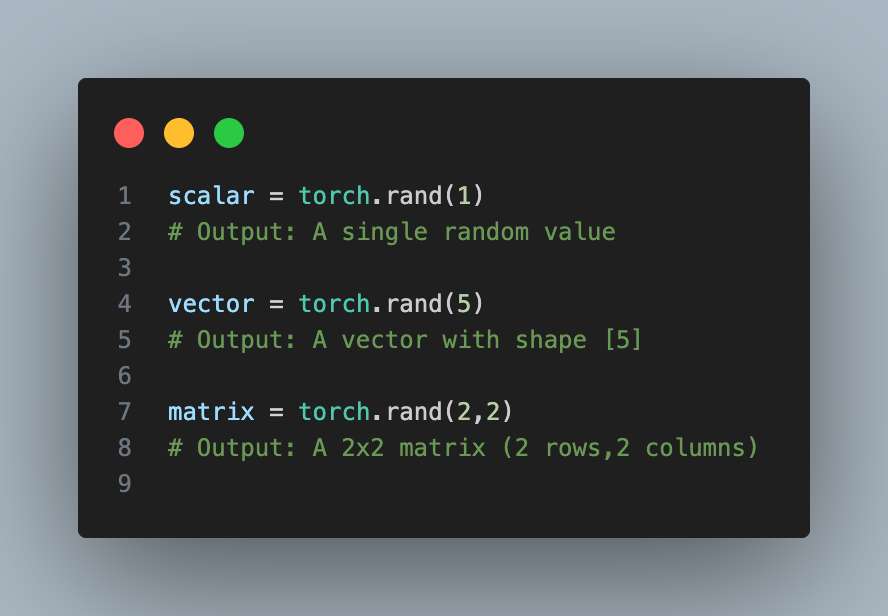 1 scalar = torch.rand(1)
2 # Output: A single random value
3
4 vector = torch.rand(5)
5 # Output: A vector with shape [5]
6
7 matrix = torch.rand(2,2)
8 # Output: A 2x2 matrix (2 rows,2 columns)
9